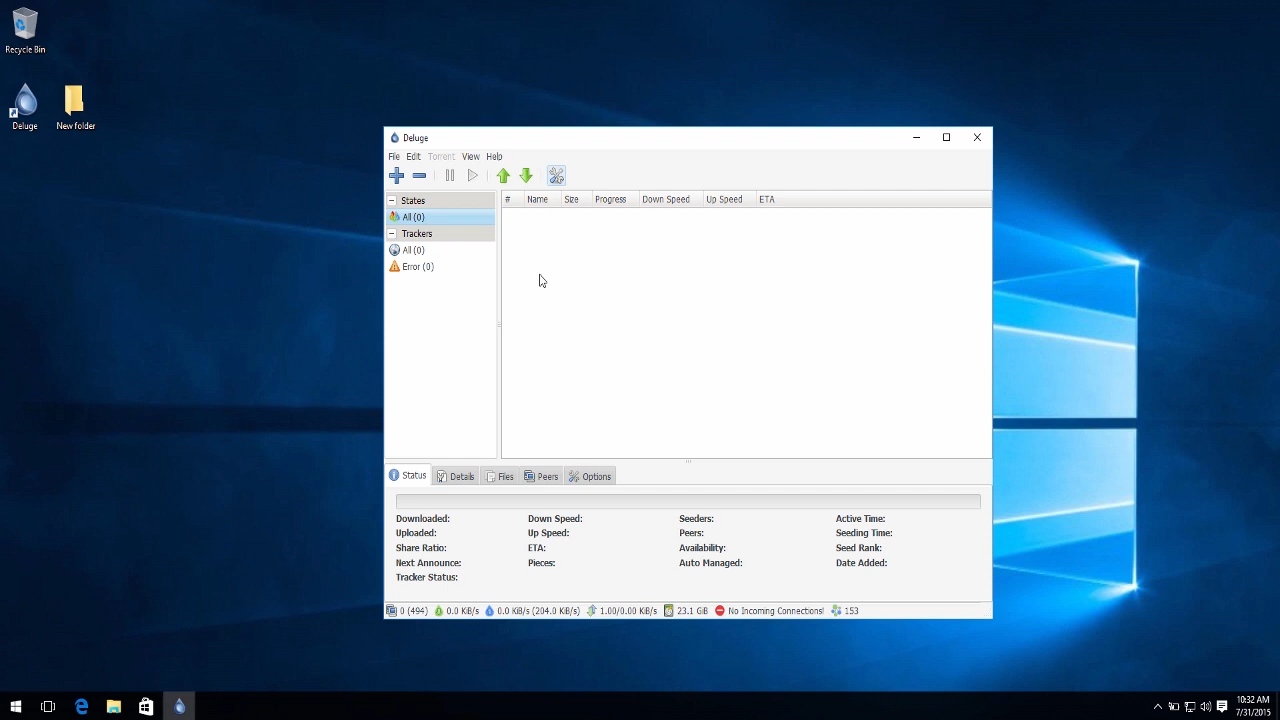 Recycle Bin
Deluge
New folder
Deluge
File Edit Torrent View Help
States
All (0)
Trackers
All (0)
Error (0)
# Name Size Progress Down Speed Up Speed ETA
Status Details Files Peers Options
Downloaded: Down Speed: Seeders: Active Time:
Uploaded: Up Speed: Peers: Seeding Time:
Share Ratio: ETA: Availability: Seed Rank:
Next Announce: Pieces: Auto Managed: Date Added:
Tracker Status:
0 (494) 0.0 KiB/s 0.0 KiB/s (204.0 KiB/s) 1.00/0.00 KiB/s 23.1 GiB No Incoming Connections! 153
10:32 AM
7/31/2015